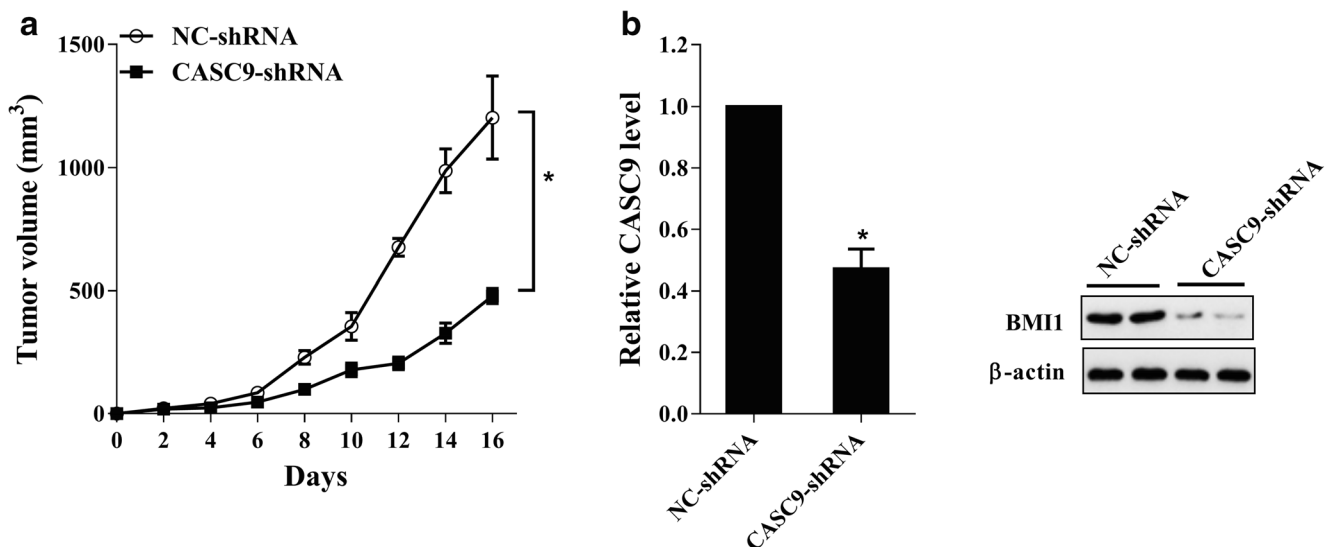 a
NC-shRNA
CASC9-shRNA
Tumor volume (mm³)
1500
1000
500
0
*
0 2 4 6 8 10 12 14 16
Days
b
Relative CASC9 level
1.2
1.0
0.8
0.6
0.4
0.2
0.0
*
NC-shRNA
CASC9-shRNA
NC-shRNA
CASC9-shRNA
BMI1
β-actin